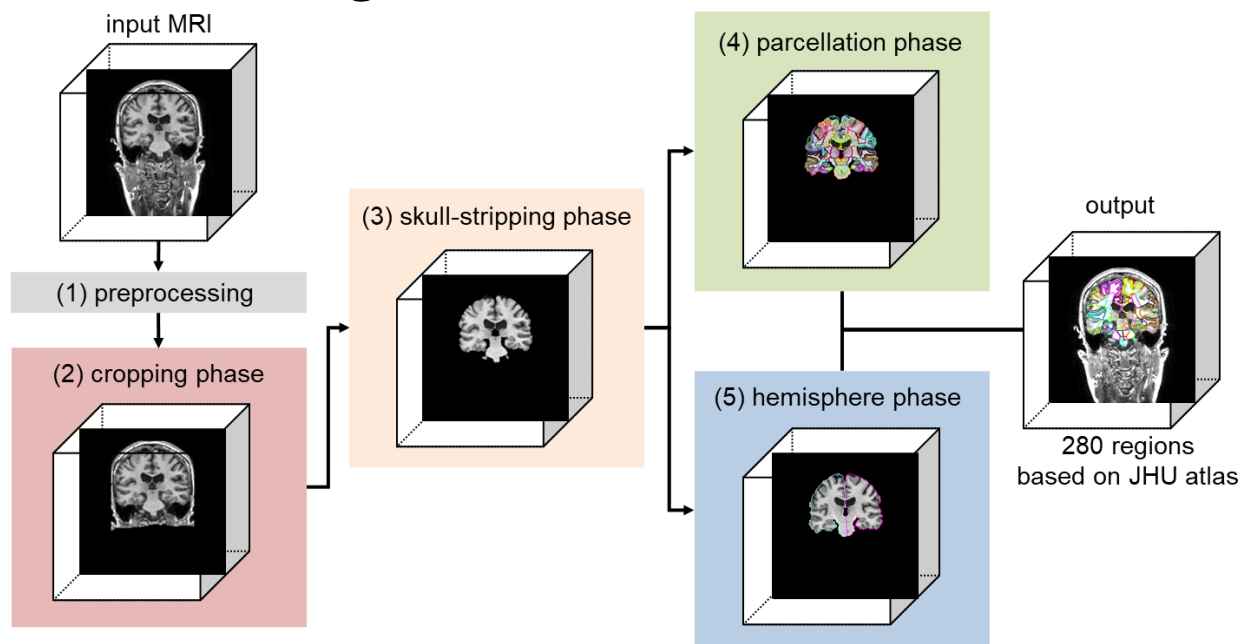 input MRI
(1) preprocessing
(2) cropping phase
(3) skull-stripping phase
(4) parcellation phase
(5) hemisphere phase
output
280 regions
based on JHU atlas